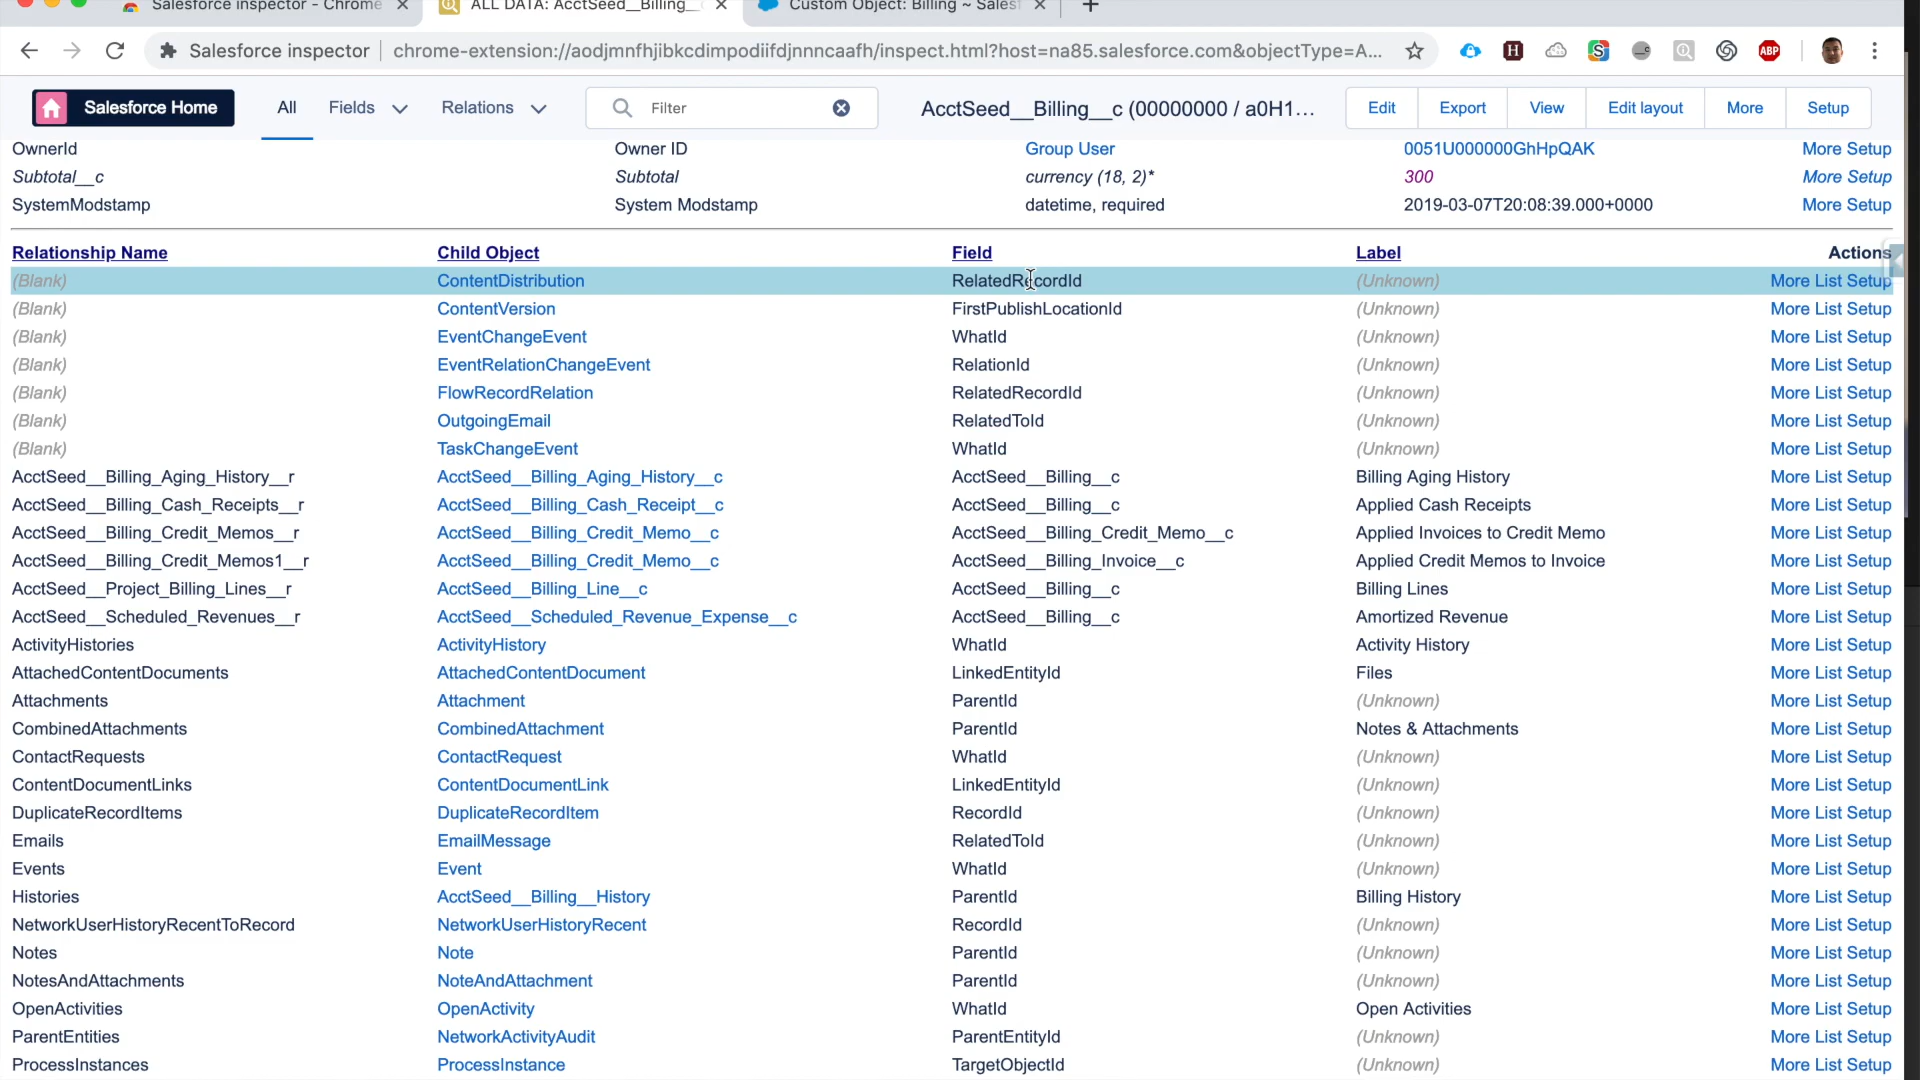 Salesforce inspector - Chrome
ALL DATA: AcctSeed__Billing_
Custom Object: Billing ~ Salesf
Salesforce inspector chrome-extension://aodjmnfhjibkcdimpodiifdjnnncaafh/inspect.html?host=na85.salesforce.com&objectType=A...
H S ABP
Salesforce Home All Fields Relations Filter AcctSeed__Billing__c (00000000 / a0H1... Edit Export View Edit layout More Setup
OwnerId Owner ID Group User 0051U000000GhHpQAK More Setup
Subtotal__c Subtotal currency (18, 2)* 300 More Setup
SystemModstamp System Modstamp datetime, required 2019-03-07T20:08:39.000+0000 More Setup
Relationship Name Child Object Field Label Actions
(Blank) ContentDistribution RelatedRecordId (Unknown) More List Setup
(Blank) ContentVersion FirstPublishLocationId (Unknown) More List Setup
(Blank) EventChangeEvent WhatId (Unknown) More List Setup
(Blank) EventRelationChangeEvent RelationId (Unknown) More List Setup
(Blank) FlowRecordRelation RelatedRecordId (Unknown) More List Setup
(Blank) OutgoingEmail RelatedToId (Unknown) More List Setup
(Blank) TaskChangeEvent WhatId (Unknown) More List Setup
AcctSeed__Billing_Aging_History__r AcctSeed__Billing_Aging_History__c AcctSeed__Billing__c Billing Aging History More List Setup
AcctSeed__Billing_Cash_Receipts__r AcctSeed__Billing_Cash_Receipt__c AcctSeed__Billing__c Applied Cash Receipts More List Setup
AcctSeed__Billing_Credit_Memos__r AcctSeed__Billing_Credit_Memo__c AcctSeed__Billing_Credit_Memo__c Applied Invoices to Credit Memo More List Setup
AcctSeed__Billing_Credit_Memos1__r AcctSeed__Billing_Credit_Memo__c AcctSeed__Billing_Invoice__c Applied Credit Memos to Invoice More List Setup
AcctSeed__Project_Billing_Lines__r AcctSeed__Billing_Line__c AcctSeed__Billing__c Billing Lines More List Setup
AcctSeed__Scheduled_Revenues__r AcctSeed__Scheduled_Revenue_Expense__c AcctSeed__Billing__c Amortized Revenue More List Setup
ActivityHistories ActivityHistory WhatId Activity History More List Setup
AttachedContentDocuments AttachedContentDocument LinkedEntityId Files More List Setup
Attachments Attachment ParentId (Unknown) More List Setup
CombinedAttachments CombinedAttachment ParentId Notes & Attachments More List Setup
ContactRequests ContactRequest WhatId (Unknown) More List Setup
ContentDocumentLinks ContentDocumentLink LinkedEntityId (Unknown) More List Setup
DuplicateRecordItems DuplicateRecordItem RecordId (Unknown) More List Setup
Emails EmailMessage RelatedToId (Unknown) More List Setup
Events Event WhatId (Unknown) More List Setup
Histories AcctSeed__Billing__History ParentId Billing History More List Setup
NetworkUserHistoryRecentToRecord NetworkUserHistoryRecent RecordId (Unknown) More List Setup
Notes Note ParentId (Unknown) More List Setup
NotesAndAttachments NoteAndAttachment ParentId (Unknown) More List Setup
OpenActivities OpenActivity WhatId Open Activities More List Setup
ParentEntities NetworkActivityAudit ParentEntityId (Unknown) More List Setup
ProcessInstances ProcessInstance TargetObjectId (Unknown) More List Setup